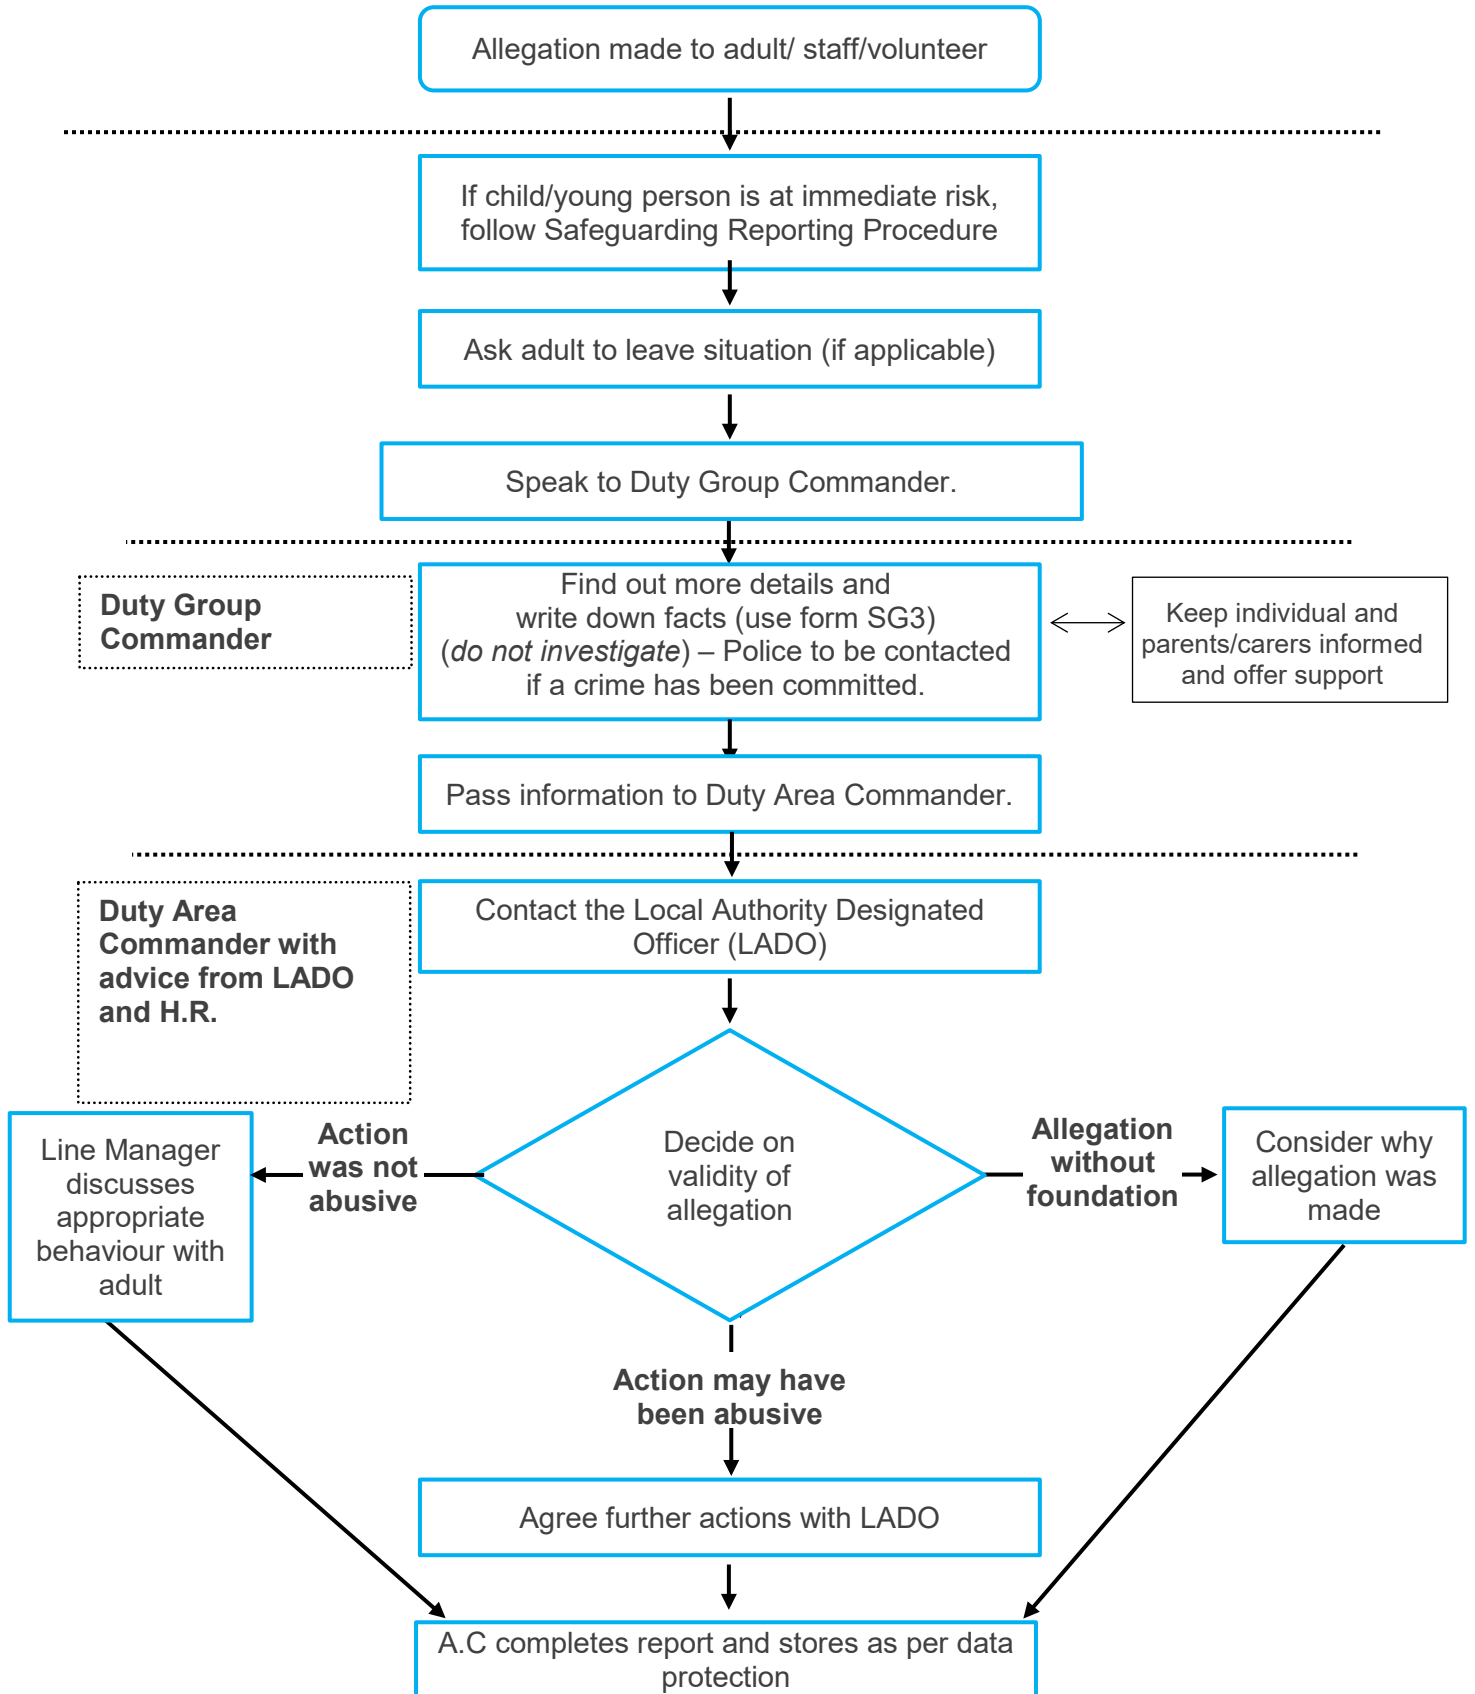 Allegation made to adult/ staff/volunteer
If child/young person is at immediate risk,
follow Safeguarding Reporting Procedure
Ask adult to leave situation (if applicable)
Speak to Duty Group Commander.
Duty Group
Commander
Find out more details and
write down facts (use form SG3)
(do not investigate) – Police to be contacted
if a crime has been committed.
Keep individual and
parents/carers informed
and offer support
Pass information to Duty Area Commander.
Duty Area
Commander with
advice from LADO
and H.R.
Contact the Local Authority Designated
Officer (LADO)
Line Manager
discusses
appropriate
behaviour with
adult
Action
was not
abusive
Decide on
validity of
allegation
Allegation
without
foundation
Consider why
allegation was
made
Action may have
been abusive
Agree further actions with LADO
A.C completes report and stores as per data
protection